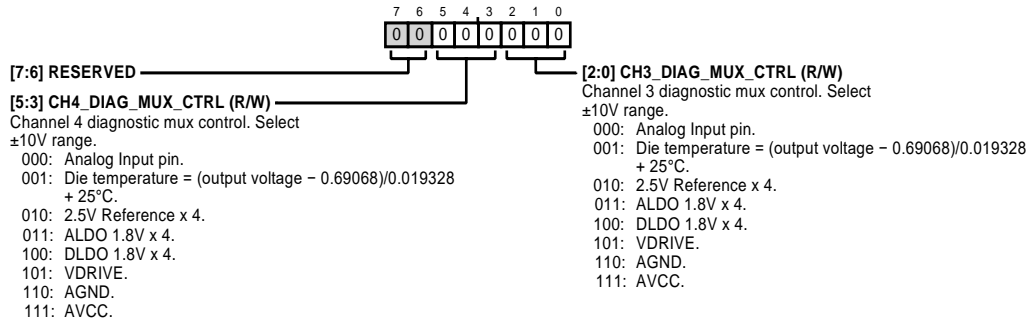 7 6 5 4 3 2 1 0
0 0 0 0 0 0 0 0
[7:6] RESERVED
[5:3] CH4_DIAG_MUX_CTRL (R/W)
Channel 4 diagnostic mux control. Select
±10V range.
000: Analog Input pin.
001: Die temperature = (output voltage − 0.69068)/0.019328
+ 25°C.
010: 2.5V Reference x 4.
011: ALDO 1.8V x 4.
100: DLDO 1.8V x 4.
101: VDRIVE.
110: AGND.
111: AVCC.
[2:0] CH3_DIAG_MUX_CTRL (R/W)
Channel 3 diagnostic mux control. Select
±10V range.
000: Analog Input pin.
001: Die temperature = (output voltage − 0.69068)/0.019328
+ 25°C.
010: 2.5V Reference x 4.
011: ALDO 1.8V x 4.
100: DLDO 1.8V x 4.
101: VDRIVE.
110: AGND.
111: AVCC.